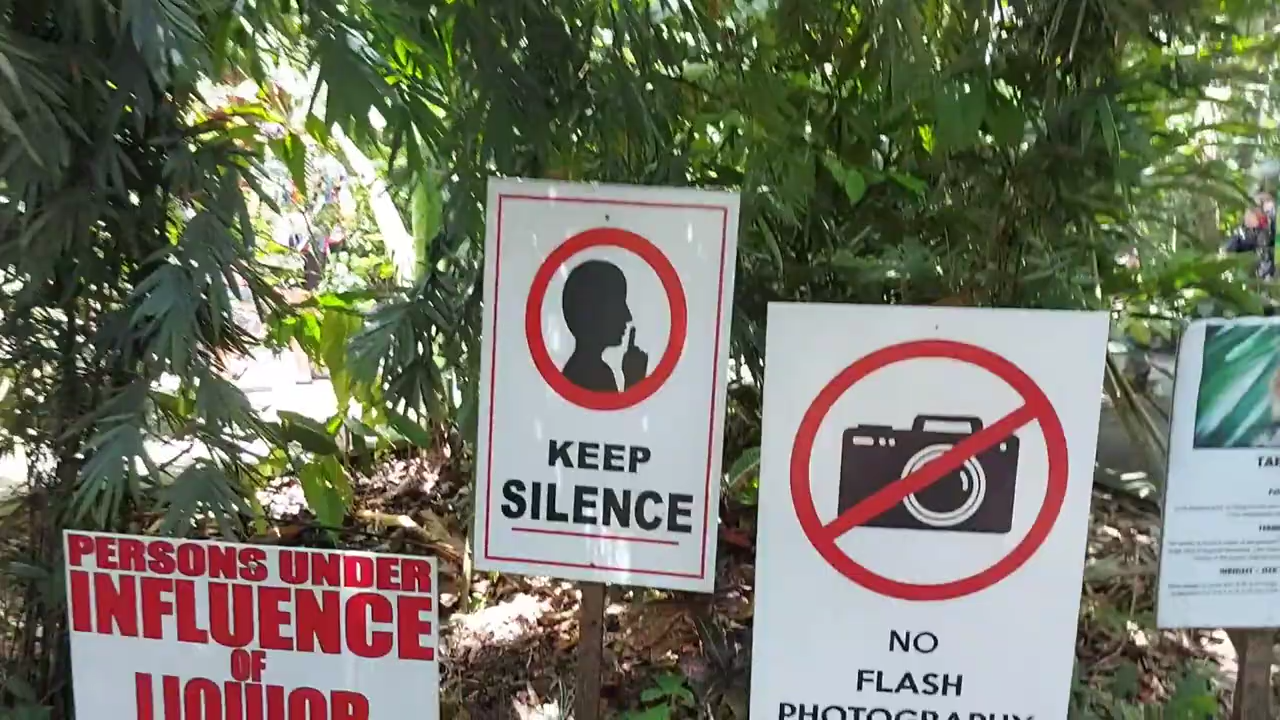 KEEP
SILENCE
PERSONS UNDER
INFLUENCE
OF
LIQUOR
NO
FLASH
PHOTOGRAPHY